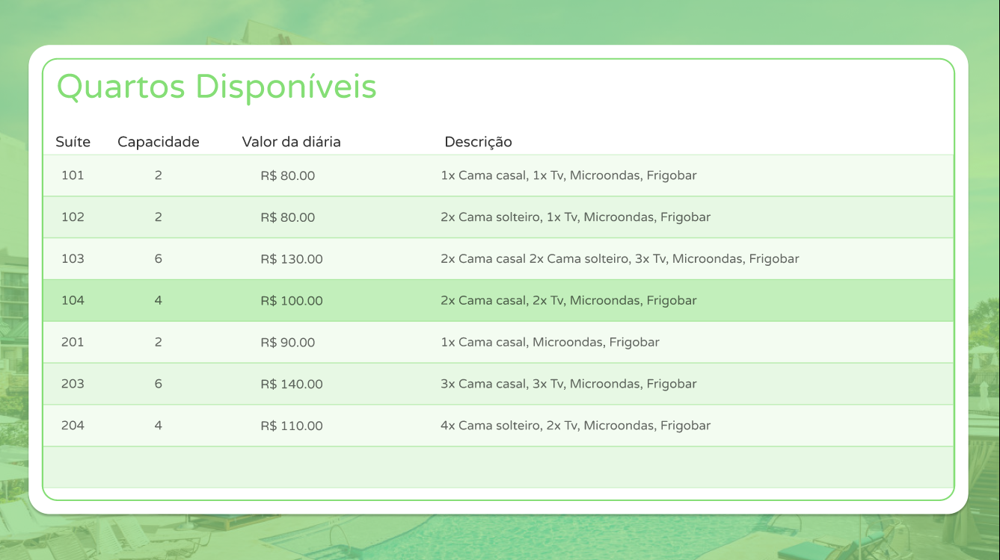 Quartos Disponíveis
Suíte Capacidade Valor da diária Descrição
101 2 R$ 80.00 1x Cama casal, 1x Tv, Microondas, Frigobar
102 2 R$ 80.00 2x Cama solteiro, 1x Tv, Microondas, Frigobar
103 6 R$ 130.00 2x Cama casal 2x Cama solteiro, 3x Tv, Microondas, Frigobar
104 4 R$ 100.00 2x Cama casal, 2x Tv, Microondas, Frigobar
201 2 R$ 90.00 1x Cama casal, Microondas, Frigobar
203 6 R$ 140.00 3x Cama casal, 3x Tv, Microondas, Frigobar
204 4 R$ 110.00 4x Cama solteiro, 2x Tv, Microondas, Frigobar